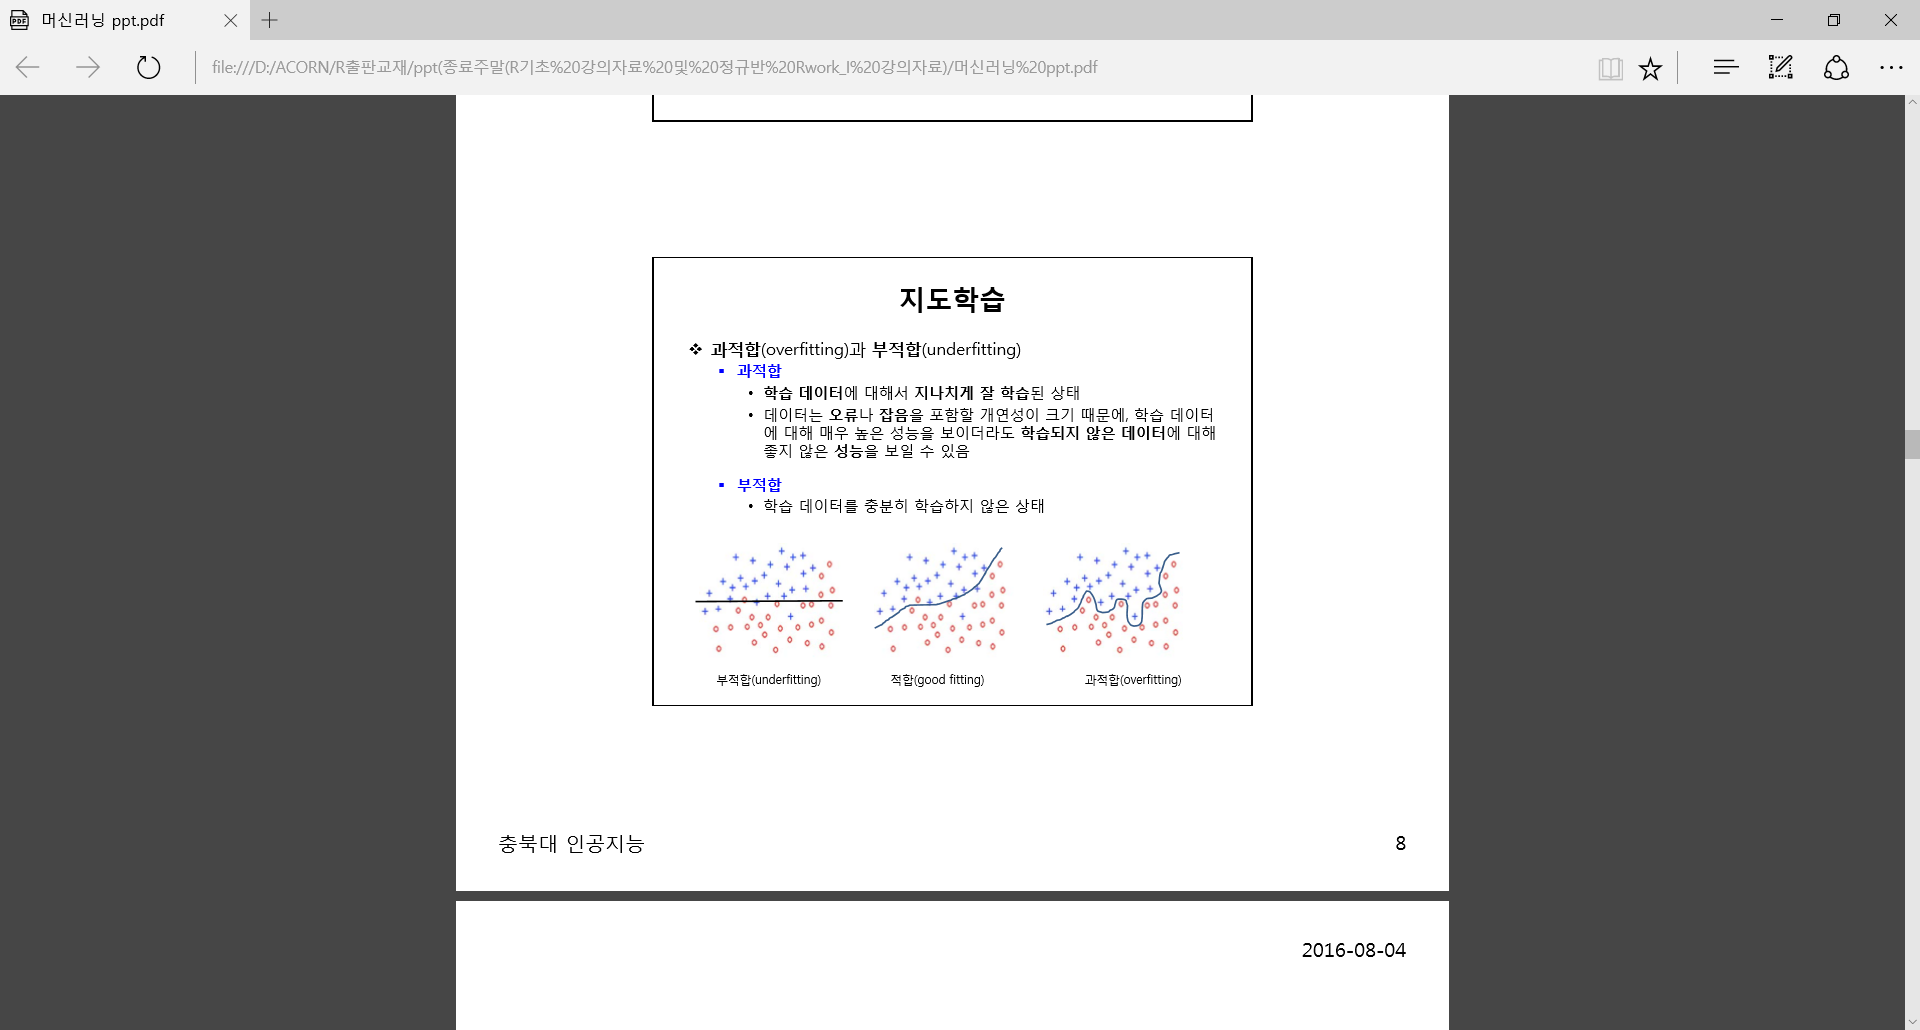 머신러닝 ppt.pdf
file:///D:/ACORN/R출판교재/ppt(종료주말(R기초%20강의자료%20및%20정규반%20Rwork_I%20강의자료)/머신러닝%20ppt.pdf
지도학습
❖ 과적합(overfitting)과 부적합(underfitting)
▪ 과적합
• 학습 데이터에 대해서 지나치게 잘 학습된 상태
• 데이터는 오류나 잡음을 포함할 개연성이 크기 때문에, 학습 데이터
에 대해 매우 높은 성능을 보이더라도 학습되지 않은 데이터에 대해
좋지 않은 성능을 보일 수 있음
▪ 부적합
• 학습 데이터를 충분히 학습하지 않은 상태
부적합(underfitting)
적합(good fitting)
과적합(overfitting)
충북대 인공지능
8
2016-08-04